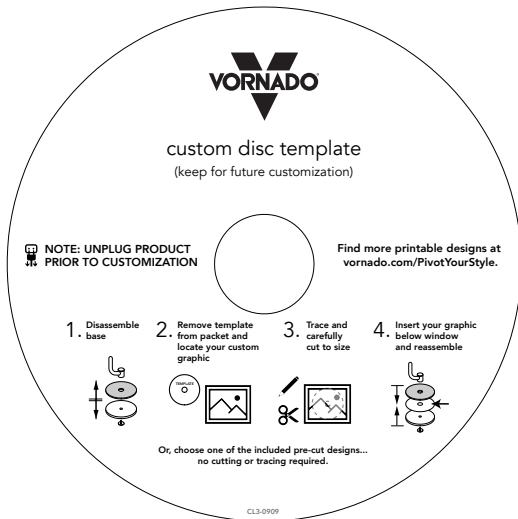 VORNADO
custom disc template
(keep for future customization)
NOTE: UNPLUG PRODUCT
PRIOR TO CUSTOMIZATION
Find more printable designs at
vornado.com/PivotYourStyle.
1. Disassemble
base
2. Remove template
from packet and
locate your custom
graphic
3. Trace and
carefully
cut to size
4. Insert your graphic
below window
and reassemble
TEMPLATE
Or, choose one of the included pre-cut designs...
no cutting or tracing required.
CL3-0909